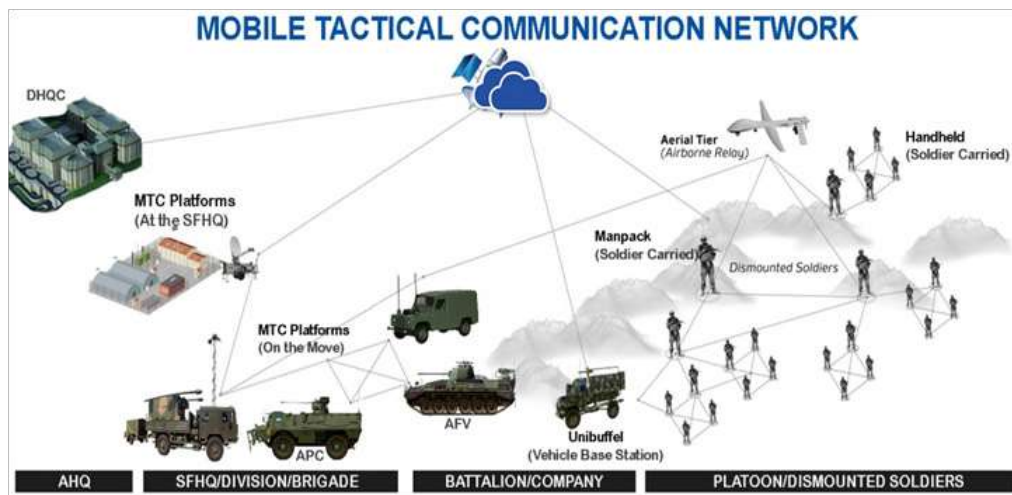 MOBILE TACTICAL COMMUNICATION NETWORK
DHQC
Aerial Tier
(Airborne Relay)
Handheld
(Soldier Carried)
MTC Platforms
(At the SFHQ)
Manpack
(Soldier Carried)
Dismounted Soldiers
MTC Platforms
(On the Move)
AFV
APC
Unibuffel
(Vehicle Base Station)
AHQ
SFHQ/DIVISION/BRIGADE
BATTALION/COMPANY
PLATOON/DISMOUNTED SOLDIERS